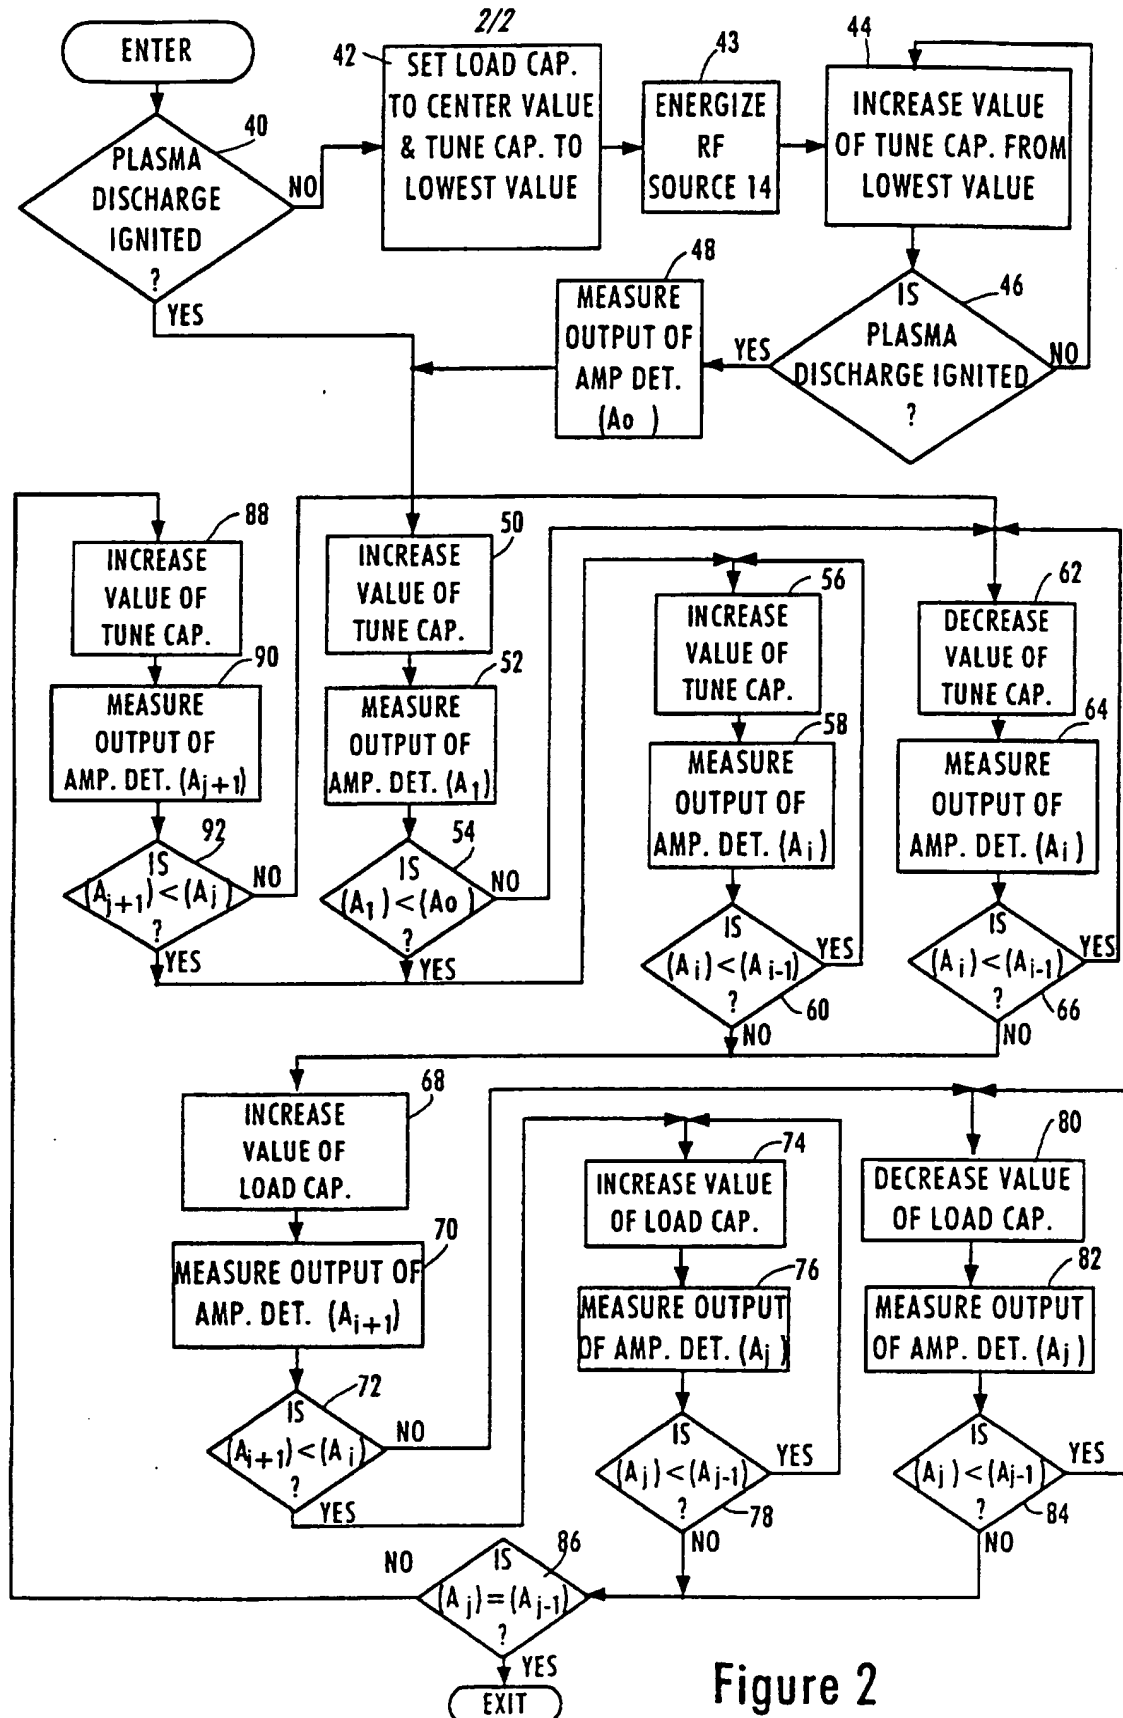 2/2
ENTER
40
PLASMA
DISCHARGE
IGNITED
?
NO
YES
42
SET LOAD CAP.
TO CENTER VALUE
& TUNE CAP. TO
LOWEST VALUE
43
ENERGIZE
RF
SOURCE 14
44
INCREASE VALUE
OF TUNE CAP. FROM
LOWEST VALUE
46
IS
PLASMA
DISCHARGE IGNITED
?
NO
YES
48
MEASURE
OUTPUT OF
AMP DET.
(Ao )
88
INCREASE
VALUE OF
TUNE CAP.
90
MEASURE
OUTPUT OF
AMP. DET. (Aj+1)
92
IS
(Aj+1) < (Aj)
?
NO
YES
50
INCREASE
VALUE OF
TUNE CAP.
52
MEASURE
OUTPUT OF
AMP. DET. (A1)
54
IS
(A1) < (Ao )
?
NO
YES
56
INCREASE
VALUE OF
TUNE CAP.
58
MEASURE
OUTPUT OF
AMP. DET. (Ai)
IS
(Ai) < (Ai-1)
?
YES
60
NO
62
DECREASE
VALUE OF
TUNE CAP.
64
MEASURE
OUTPUT OF
AMP. DET. (Ai)
IS
(Ai) < (Ai-1)
?
YES
66
NO
68
INCREASE
VALUE OF
LOAD CAP.
70
MEASURE OUTPUT OF
AMP. DET. (Ai+1)
72
IS
(Ai+1) < (Ai)
?
NO
YES
74
INCREASE VALUE
OF LOAD CAP.
76
MEASURE OUTPUT
OF AMP. DET. (Aj)
IS
(Aj) < (Aj-1)
?
YES
78
NO
80
DECREASE VALUE
OF LOAD CAP.
82
MEASURE OUTPUT
OF AMP. DET. (Aj)
IS
(Aj) < (Aj-1)
?
YES
84
NO
86
IS
(Aj) = (Aj-1)
?
NO
YES
EXIT
Figure 2